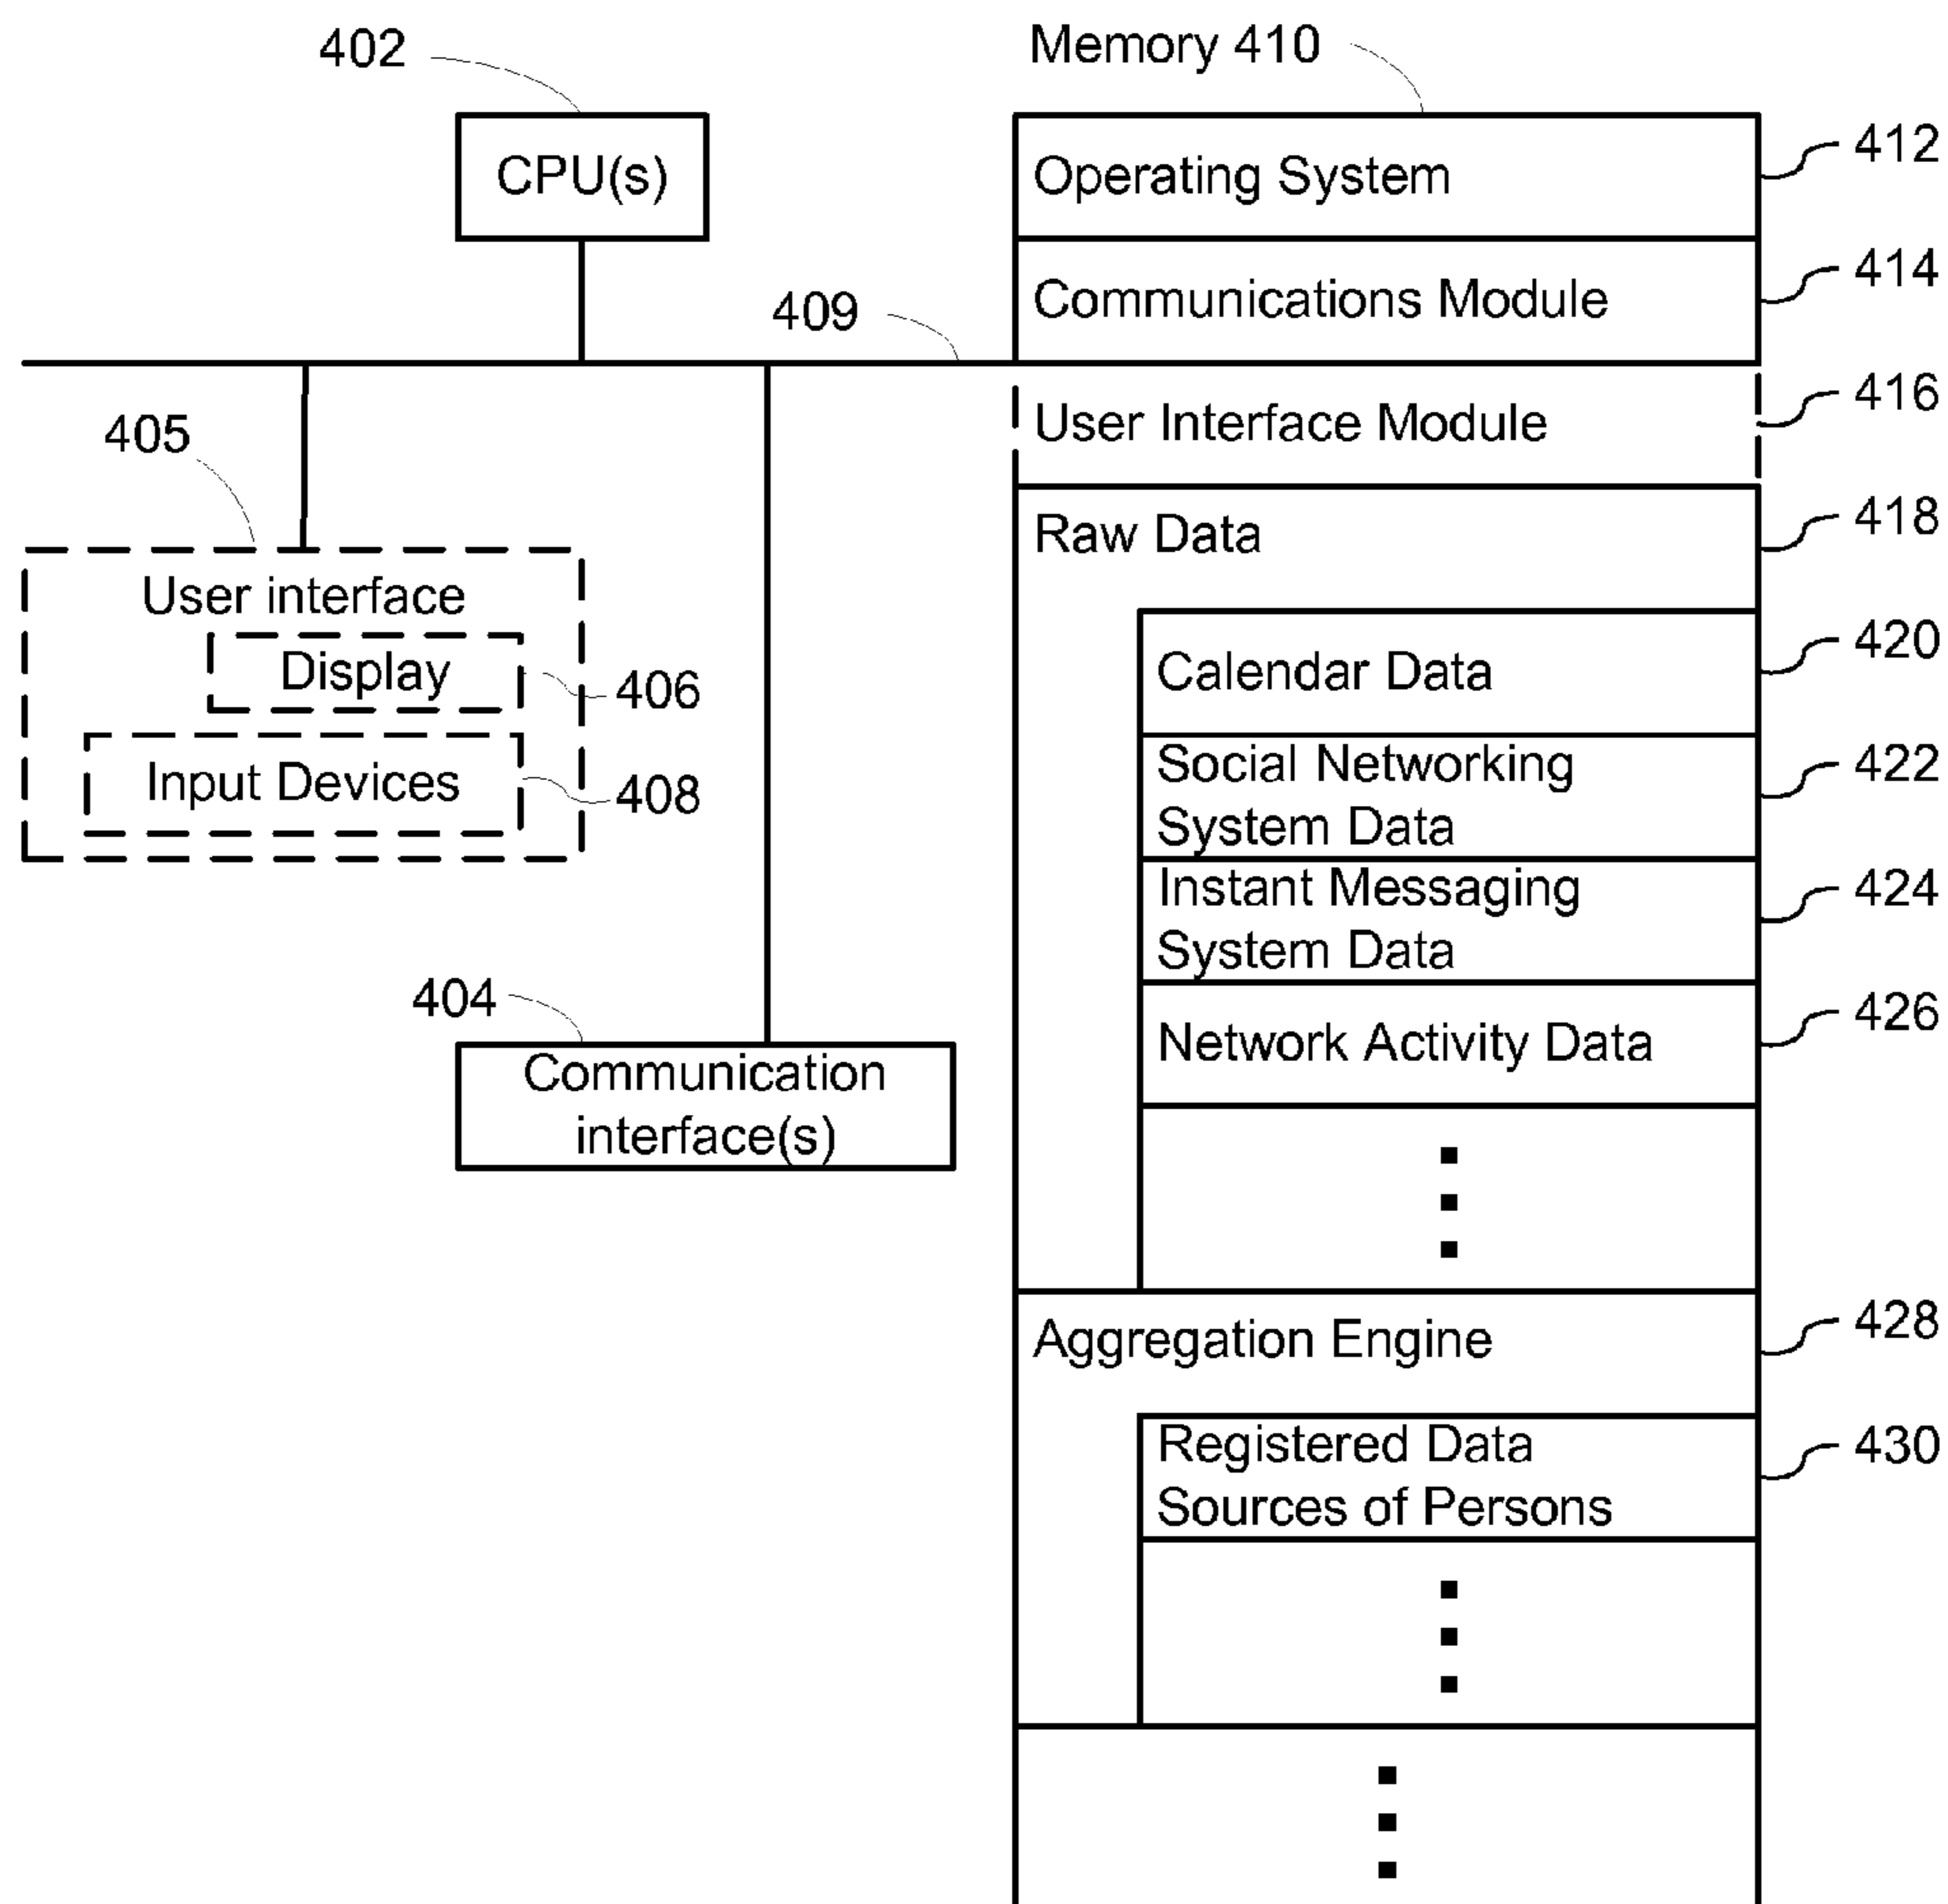 402
Memory 410
CPU(s)
Operating System
412
Communications Module
414
409
User Interface Module
416
405
Raw Data
418
User interface
Display
406
Input Devices
408
Calendar Data
420
Social Networking
System Data
422
Instant Messaging
System Data
424
404
Communication
interface(s)
Network Activity Data
426
Aggregation Engine
428
Registered Data
Sources of Persons
430